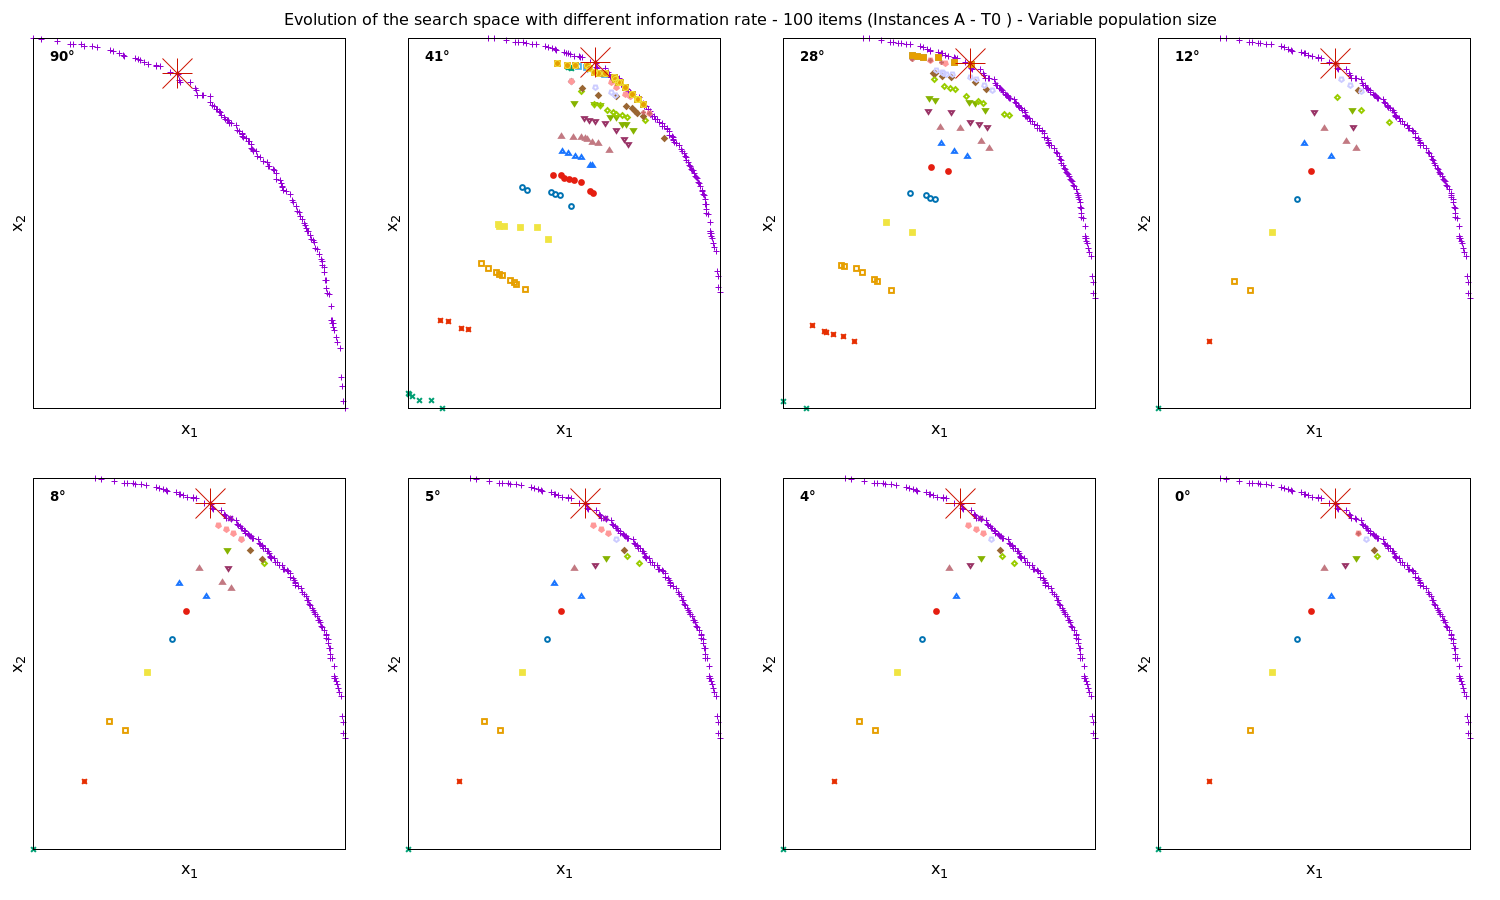 Evolution of the search space with different information rate - 100 items (Instances A - T0 ) - Variable population size
90°
41°
28°
12°
x2
x2
x2
x2
x1
x1
x1
x1
8°
5°
4°
0°
x2
x2
x2
x2
x1
x1
x1
x1